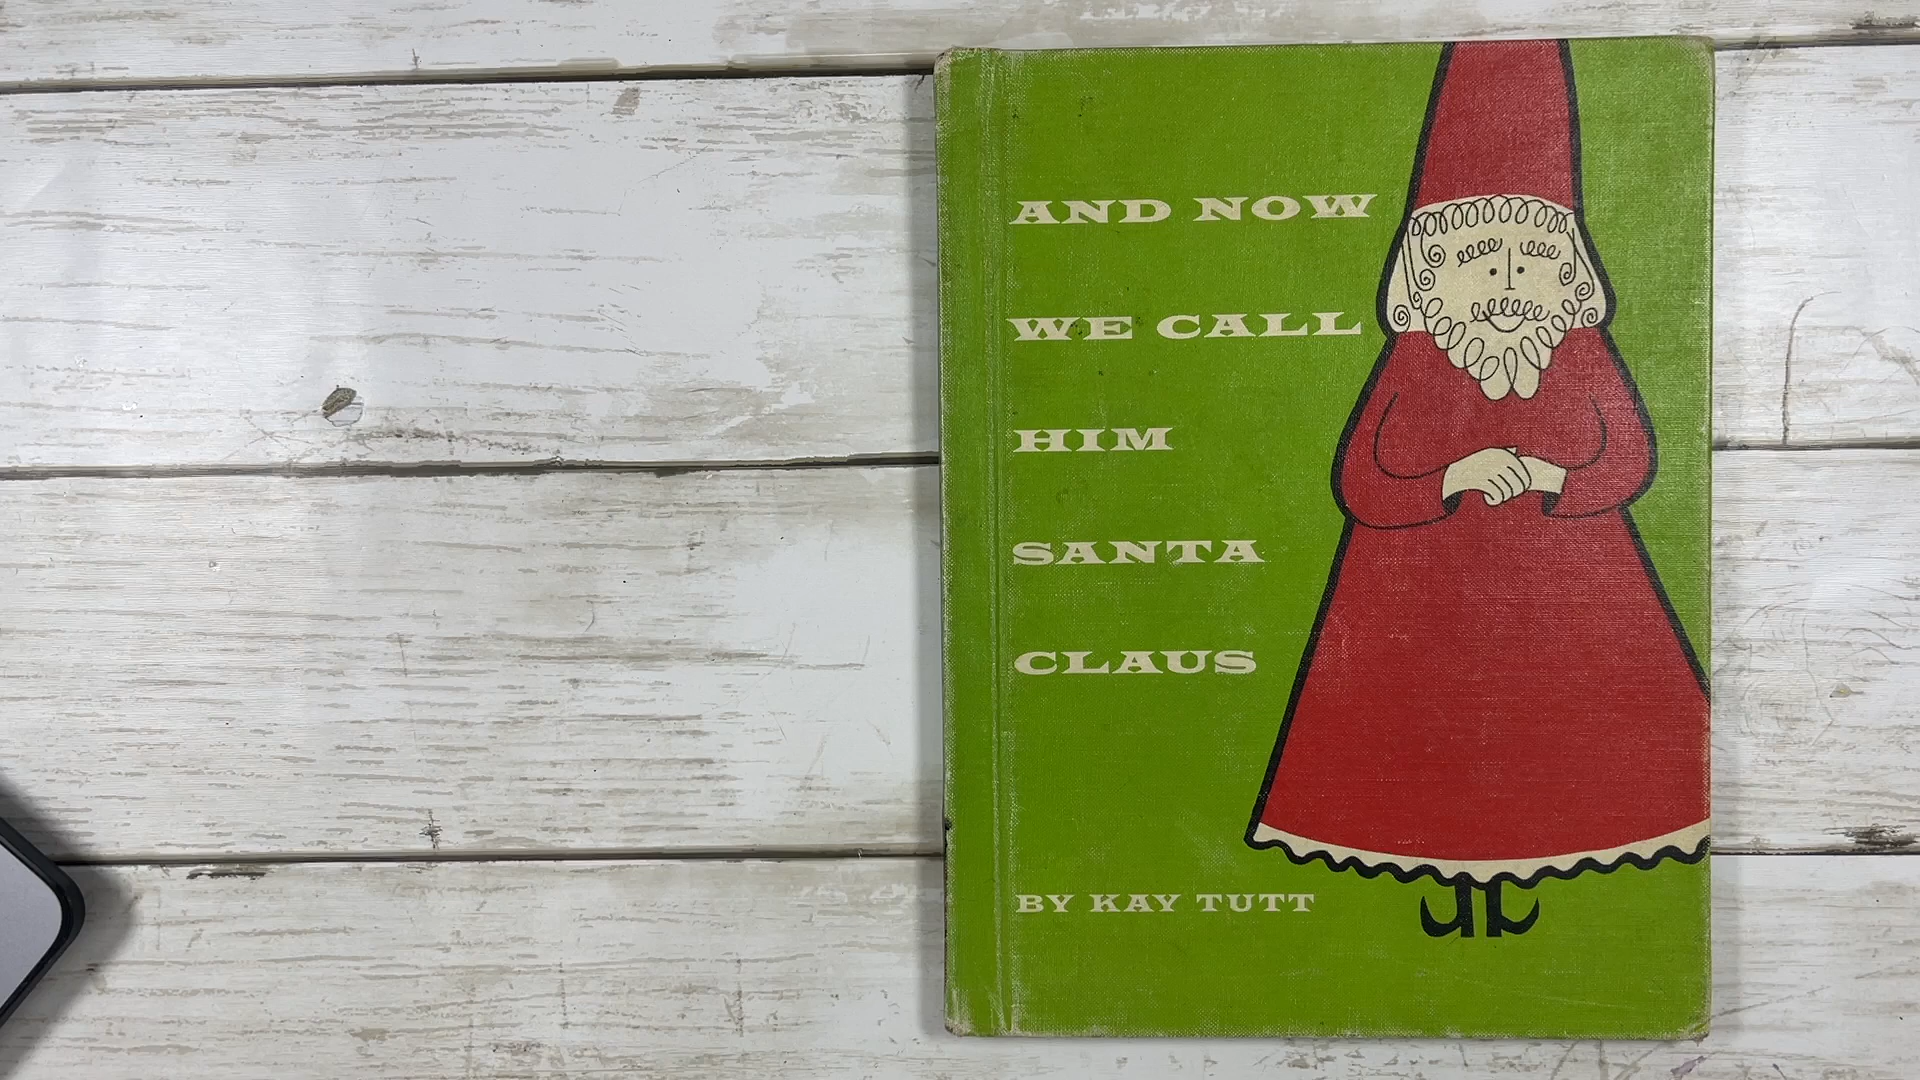 AND NOW
WE CALL
HIM
SANTA
CLAUS
BY KAY TUTT